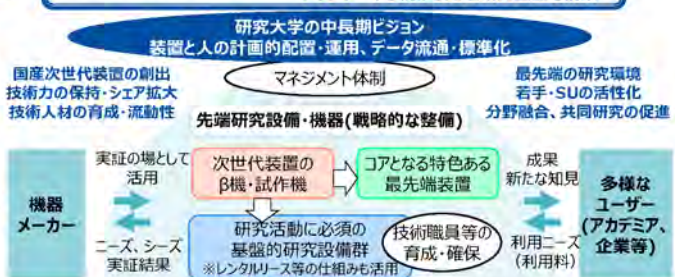 研究大学の中長期ビジョン
装置と人の計画的配置・運用、データ流通・標準化
国産次世代装置の創出
技術力の保持・シェア拡大
技術人材の育成・流動性
マネジメント体制
最先端の研究環境
若手・SUの活性化
分野融合、共同研究の促進
先端研究設備・機器(戦略的な整備)
機器
メーカー
実証の場として
活用
ニーズ、シーズ
実証結果
次世代装置の
β機・試作機
コアとなる特色ある
最先端装置
研究活動に必須の
基盤的研究設備群
※レンタルリース等の仕組みも活用
技術職員等の
育成・確保
成果
新たな知見
利用ニーズ
(利用料)
多様な
ユーザー
(アカデミア、
企業等)